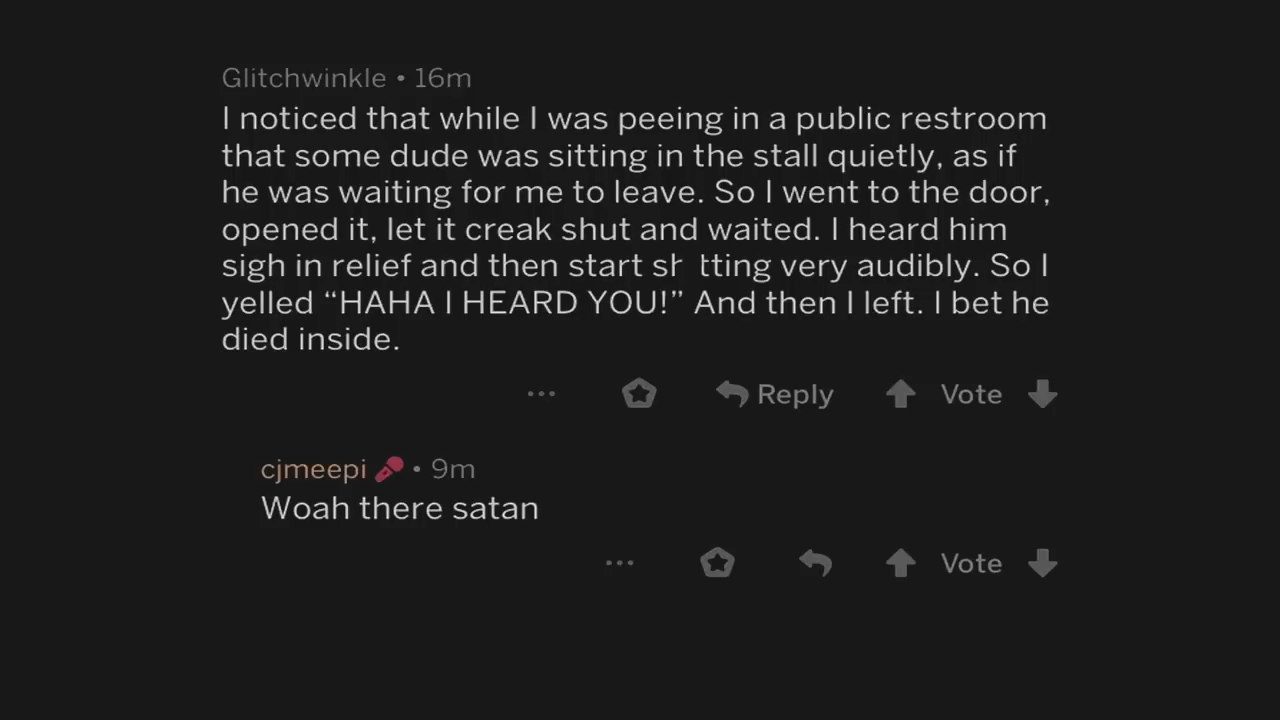 Glitchwinkle • 16m
I noticed that while I was peeing in a public restroom
that some dude was sitting in the stall quietly, as if
he was waiting for me to leave. So I went to the door,
opened it, let it creak shut and waited. I heard him
sigh in relief and then start sh tting very audibly. So I
yelled “HAHA I HEARD YOU!” And then I left. I bet he
died inside.
... Reply Vote
cjmeepi • 9m
Woah there satan
... Vote